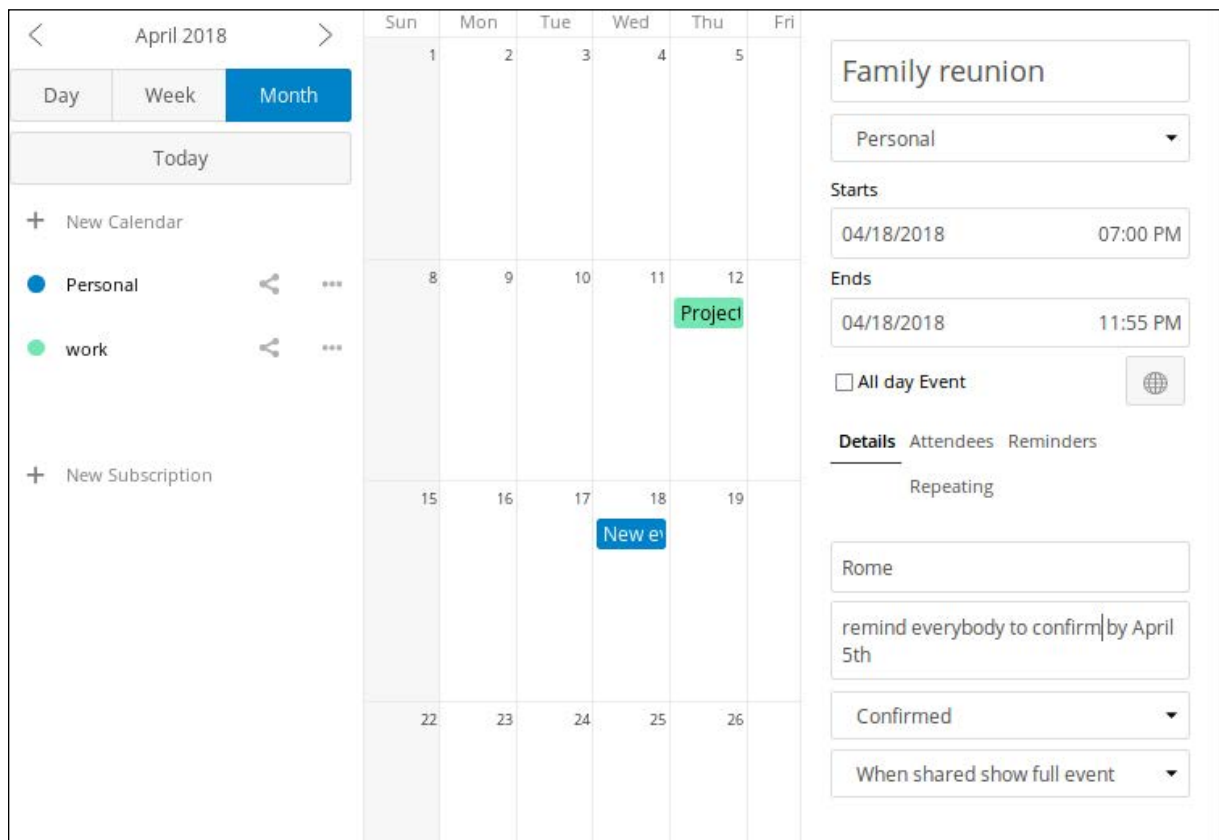 April 2018
Day Week Month
Today
+ New Calendar
Personal
work
+ New Subscription
Sun Mon Tue Wed Thu Fri
1 2 3 4 5
8 9 10 11 12
Project
15 16 17 18 19
New ev
22 23 24 25 26
Family reunion
Personal
Starts
04/18/2018 07:00 PM
Ends
04/18/2018 11:55 PM
All day Event
Details Attendees Reminders
Repeating
Rome
remind everybody to confirm by April
5th
Confirmed
When shared show full event